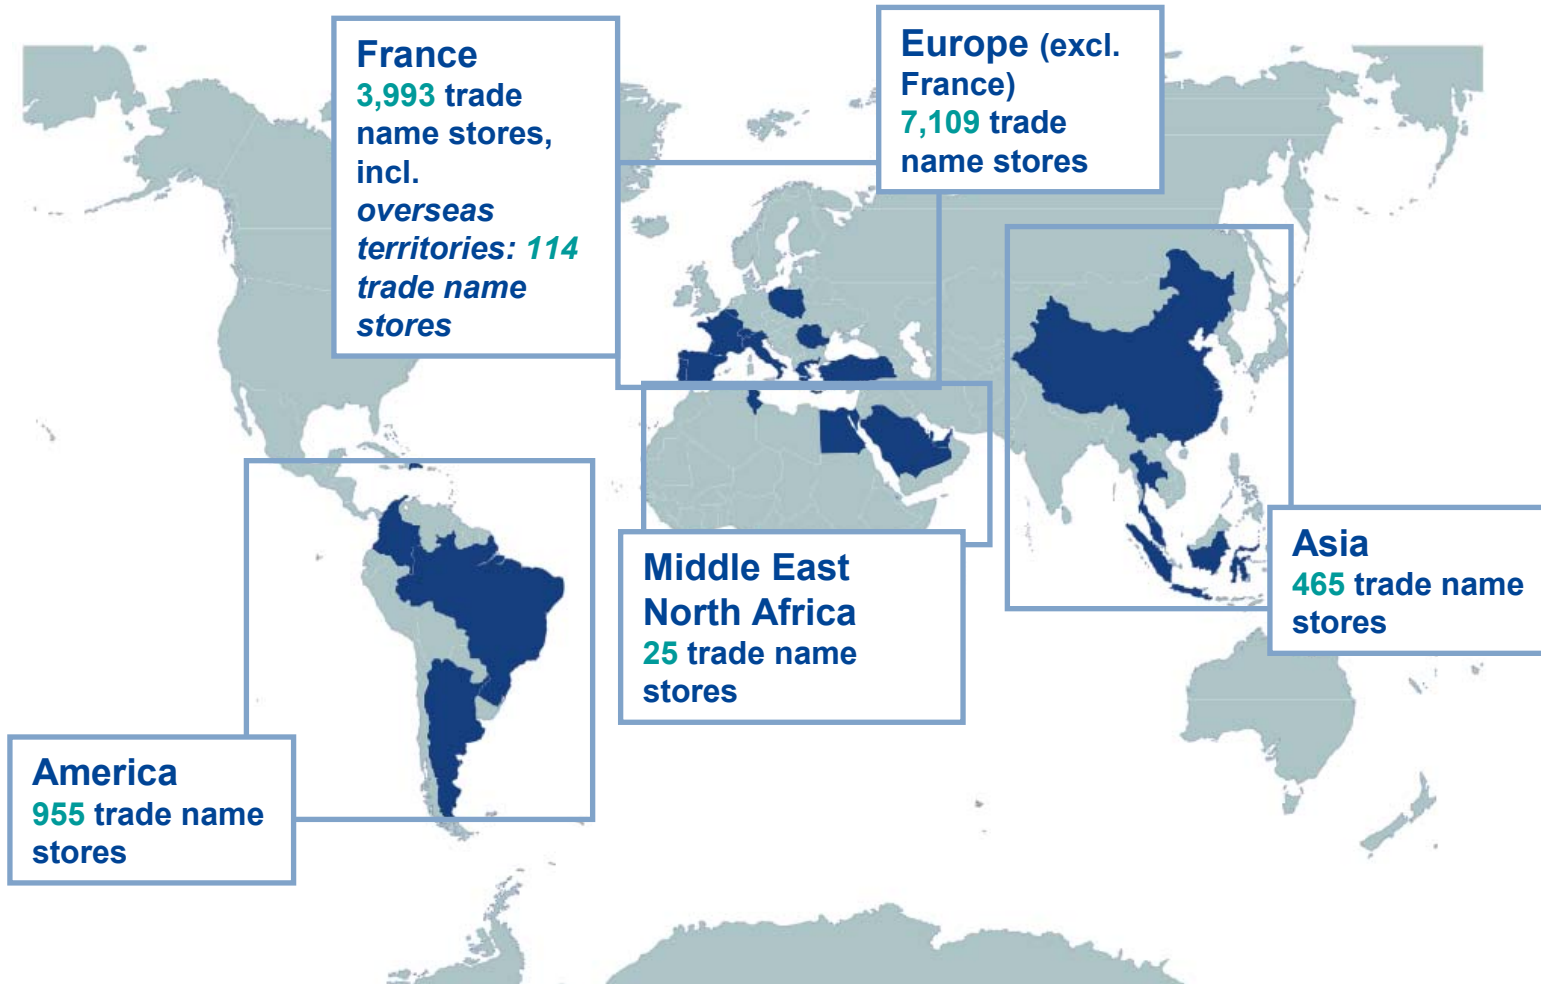 France
3,993 trade
name stores,
incl.
overseas
territories: 114
trade name
stores
Europe (excl.
France)
7,109 trade
name stores
Middle East
North Africa
25 trade name
stores
Asia
465 trade name
stores
America
955 trade name
stores